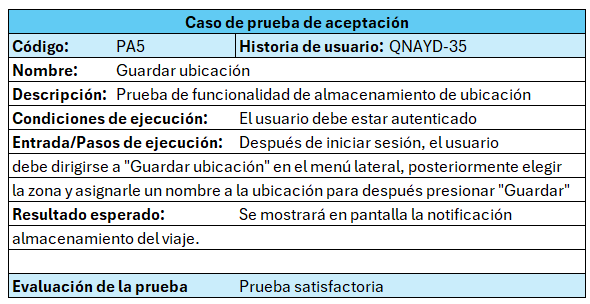 Caso de prueba de aceptación
Código: PA5 Historia de usuario: QNAYD-35
Nombre: Guardar ubicación
Descripción: Prueba de funcionalidad de almacenamiento de ubicación
Condiciones de ejecución: El usuario debe estar autenticado
Entrada/Pasos de ejecución: Después de iniciar sesión, el usuario
debe dirigirse a "Guardar ubicación" en el menú lateral, posteriormente elegir
la zona y asignarle un nombre a la ubicación para después presionar "Guardar"
Resultado esperado: Se mostrará en pantalla la notificación
almacenamiento del viaje.
Evaluación de la prueba Prueba satisfactoria